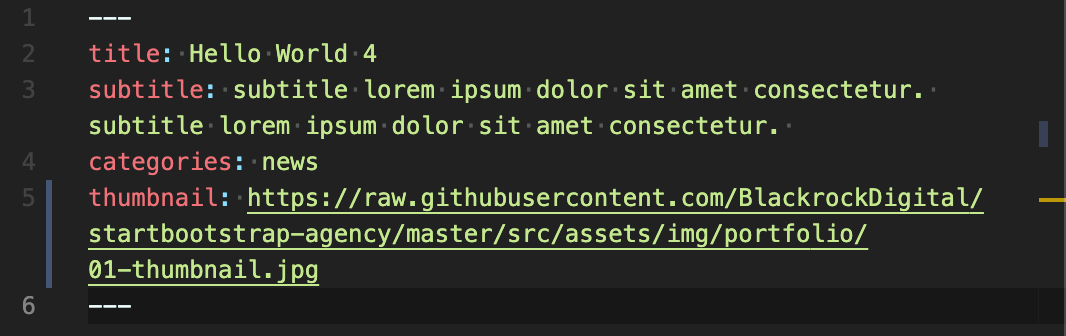 1 ---
2 title: Hello World 4
3 subtitle: subtitle lorem ipsum dolor sit amet consectetur.
subtitle lorem ipsum dolor sit amet consectetur.
4 categories: news
5 thumbnail: https://raw.githubusercontent.com/BlackrockDigital/
startbootstrap-agency/master/src/assets/img/portfolio/
01-thumbnail.jpg
6 ---